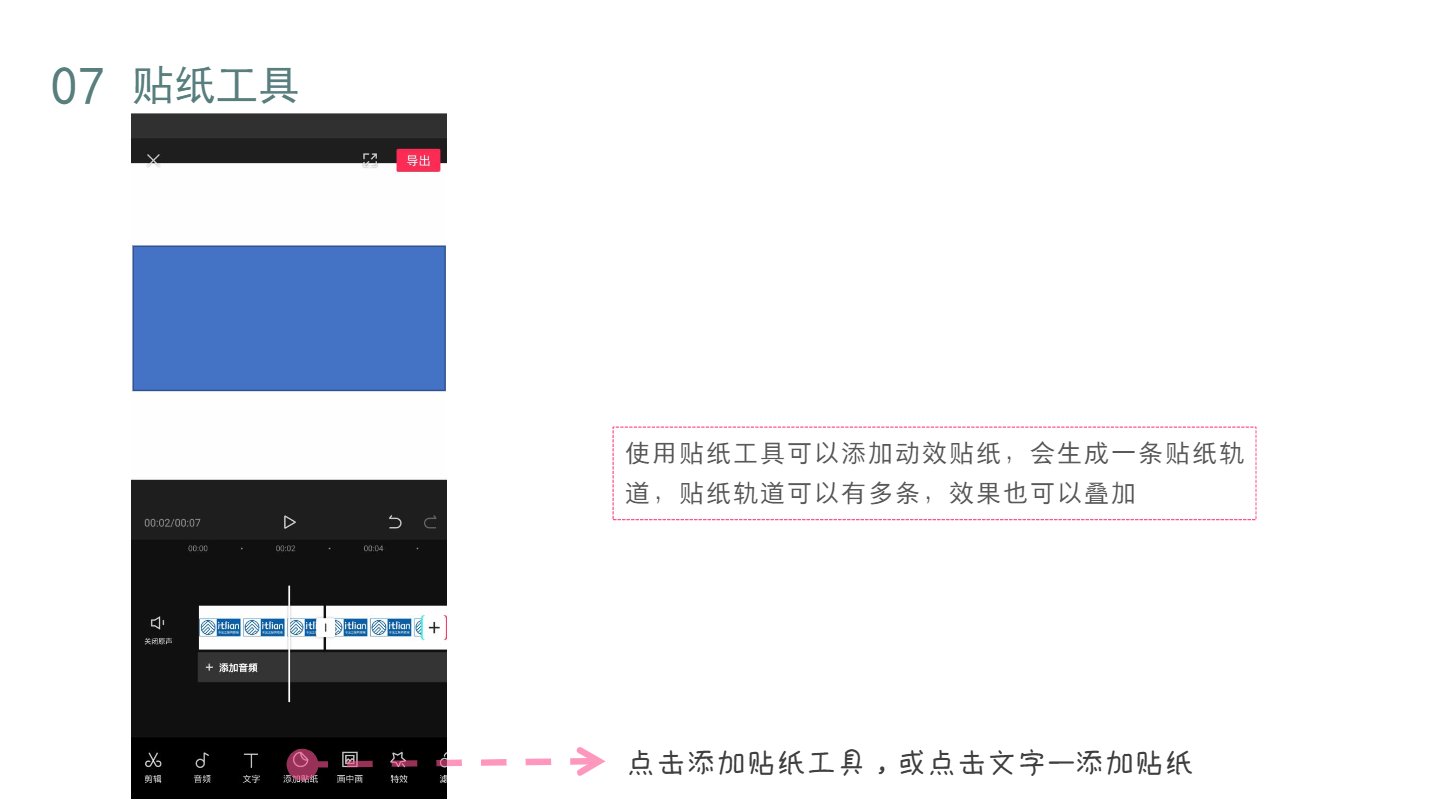 07 贴纸工具
导出
使用贴纸工具可以添加动效贴纸，会生成一条贴纸轨
道，贴纸轨道可以有多条，效果也可以叠加
00:02/00:07
00:00 00:02 00:04
itlian itlian itl itlian itlian
关闭原声
+ 添加音频
剪辑 音频 文字 添加贴纸 画中画 特效
点击添加贴纸工具，或点击文字一添加贴纸